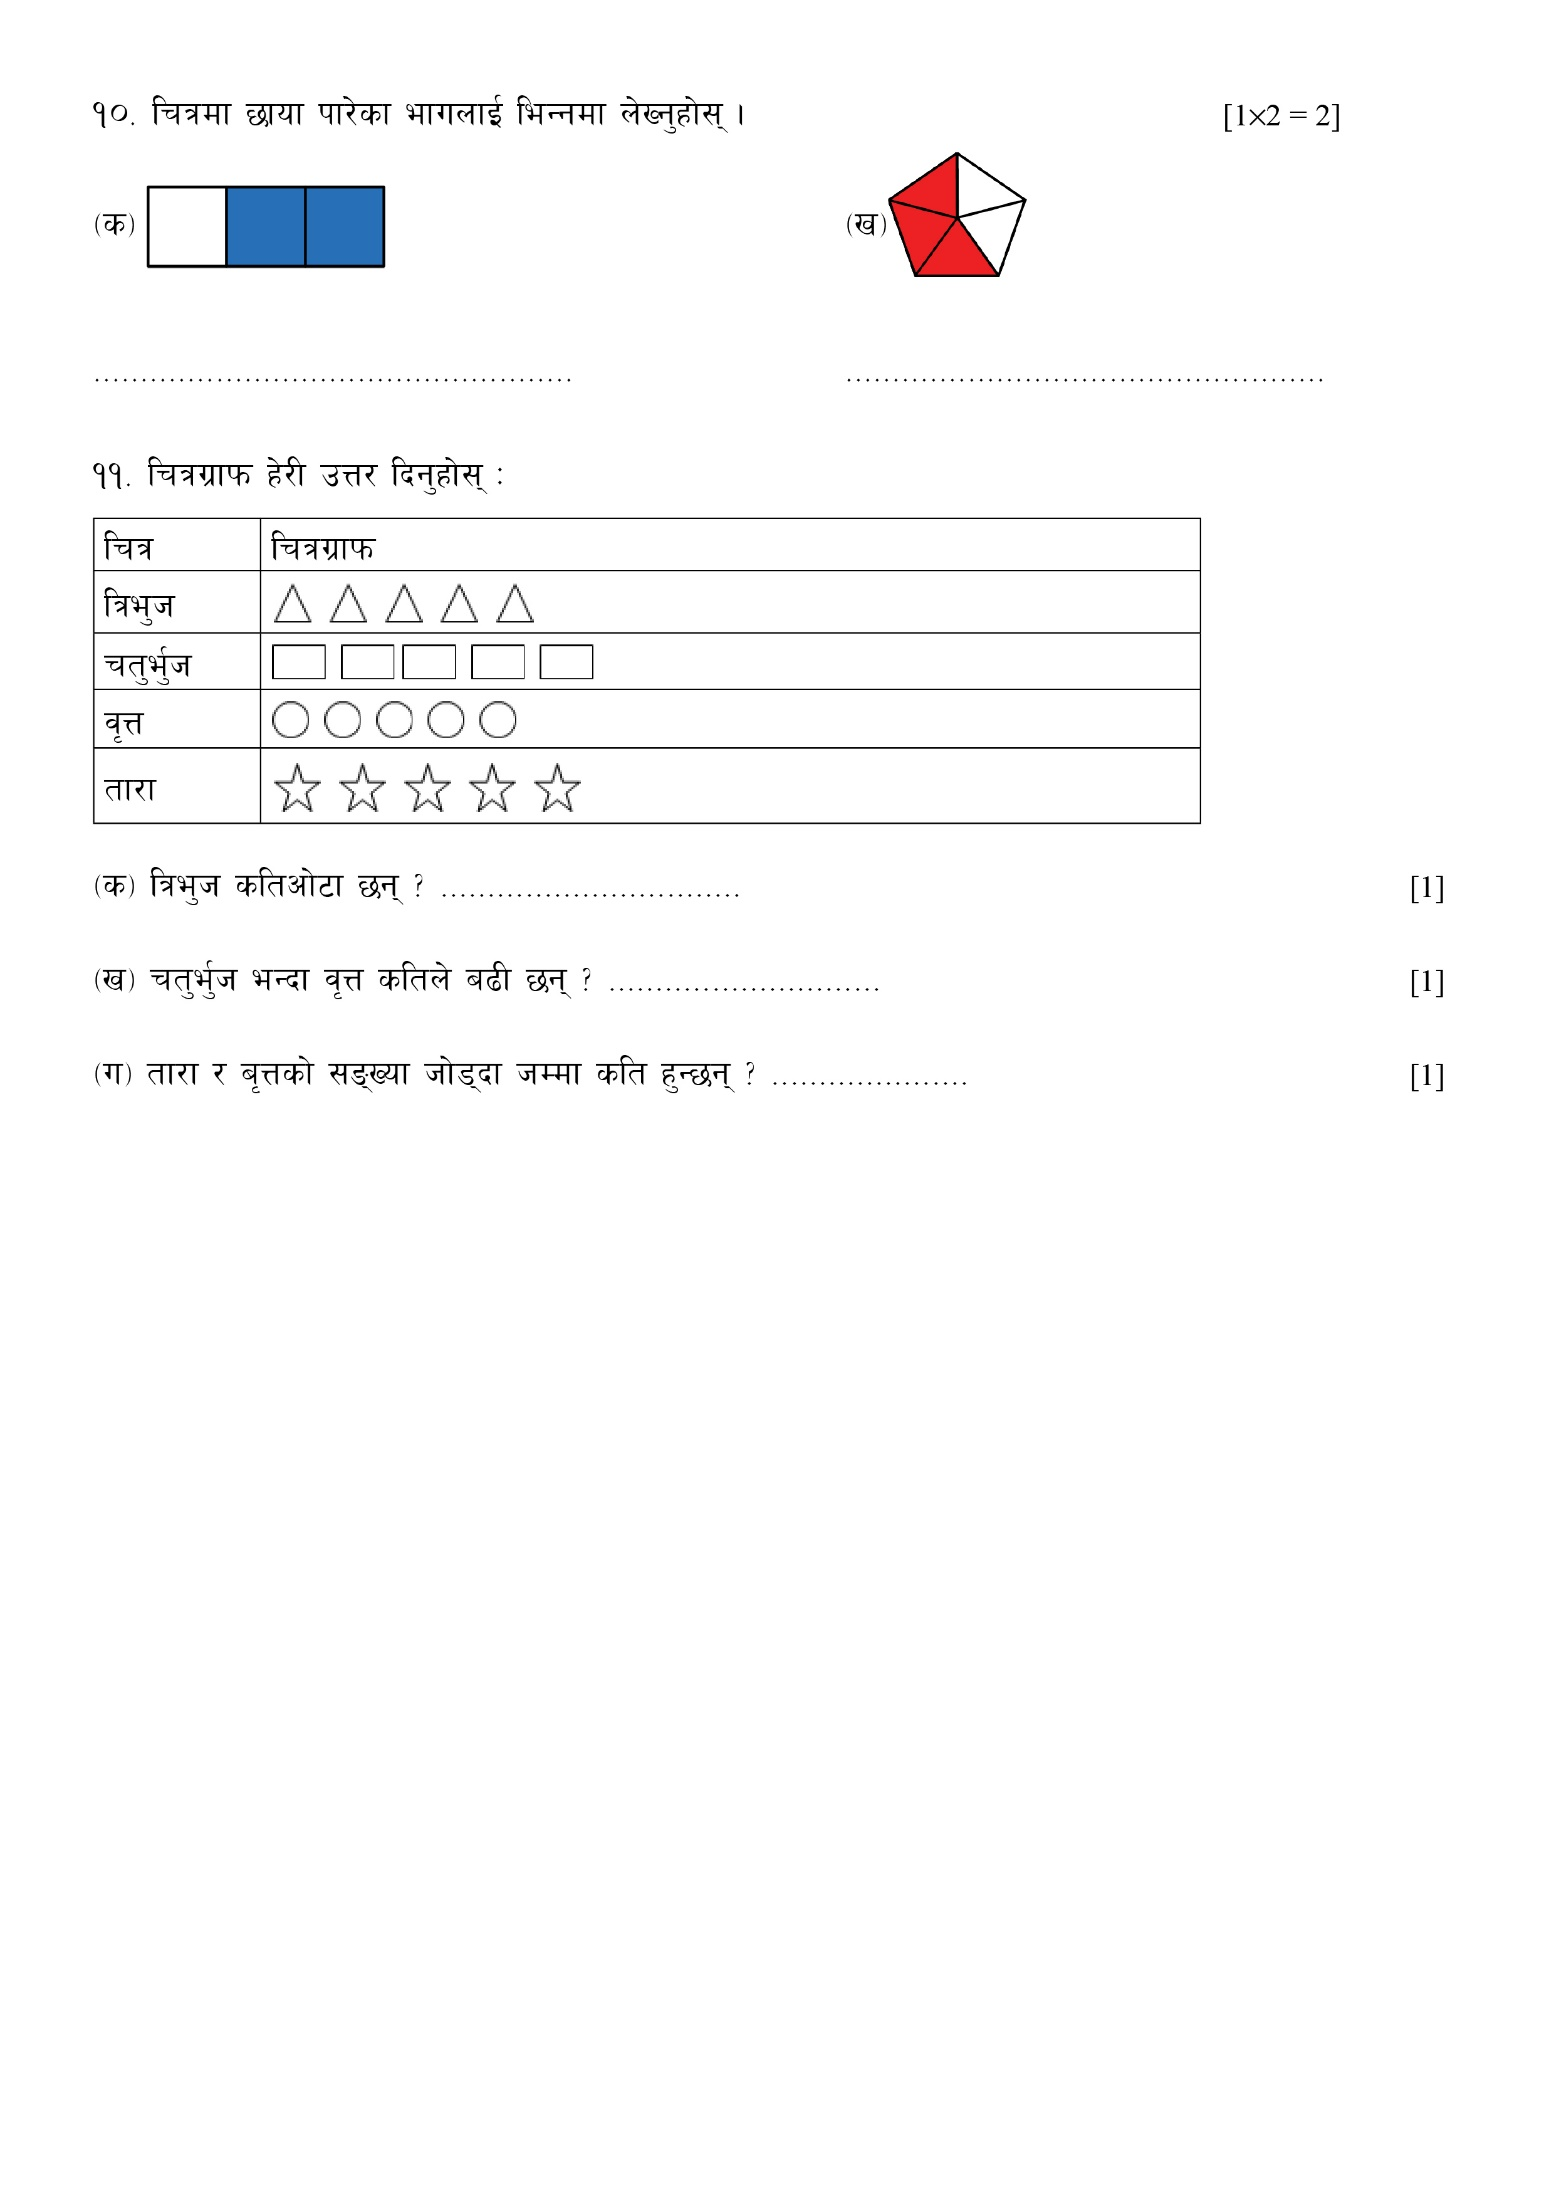 १०. चित्रमा छाया पारेका भागलाई भिन्नमा लेख्नुहोस् । [1×2 = 2]
(क) (ख)
................................................... ...................................................
११. चित्रग्राफ हेरी उत्तर दिनुहोस् :
चित्र चित्रग्राफ
त्रिभुज
चतुर्भुज
वृत्त
तारा
(क) त्रिभुज कतिओटा छन् ? ................................ [1]
(ख) चतुर्भुज भन्दा वृत्त कतिले बढी छन् ? ............................. [1]
(ग) तारा र बृत्तको सङ्ख्या जोड्दा जम्मा कति हुन्छन् ? ..................... [1]